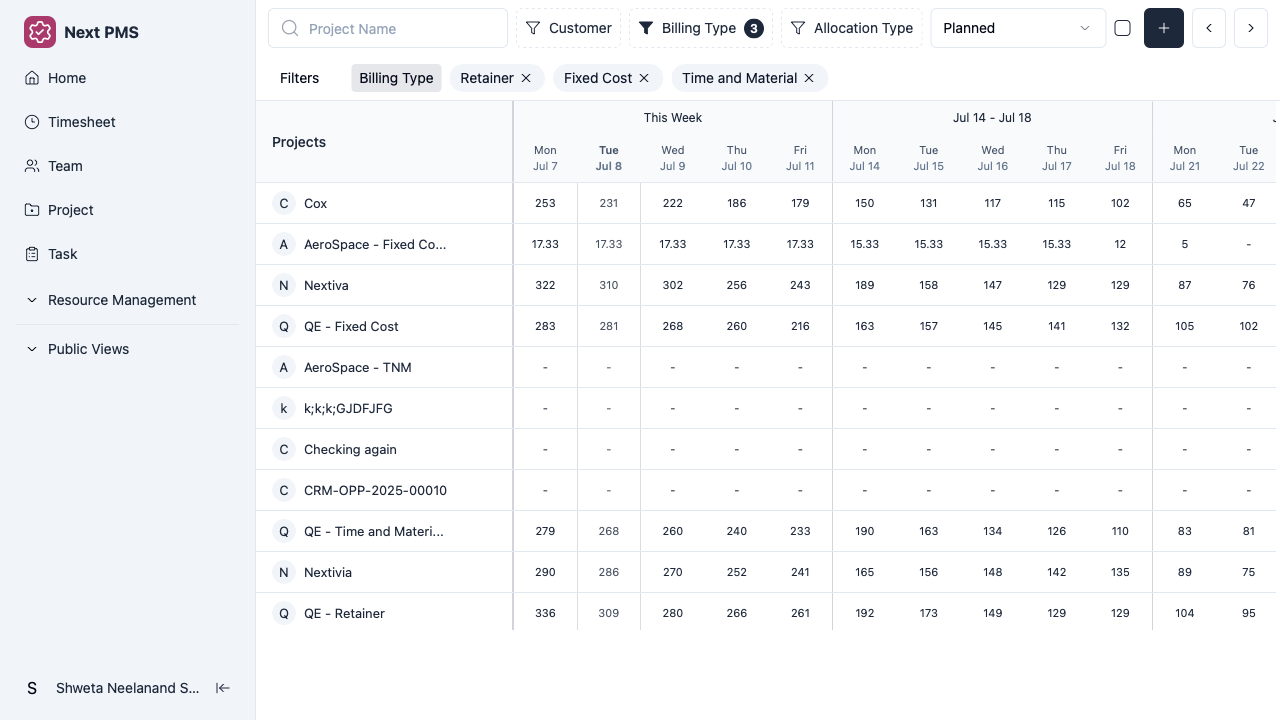 Next PMS
Home
Timesheet
Team
Project
Task
Resource Management
Public Views
S Shweta Neelanand S...
Project Name Customer Billing Type 3 Allocation Type Planned
Filters Billing Type Retainer Fixed Cost Time and Material
Projects
This Week Jul 14 - Jul 18
Mon Tue Wed Thu Fri Mon Tue Wed Thu Fri Mon Tue
Jul 7 Jul 8 Jul 9 Jul 10 Jul 11 Jul 14 Jul 15 Jul 16 Jul 17 Jul 18 Jul 21 Jul 22
C Cox 253 231 222 186 179 150 131 117 115 102 65 47
A AeroSpace - Fixed Co... 17.33 17.33 17.33 17.33 17.33 15.33 15.33 15.33 15.33 12 5 -
N Nextiva 322 310 302 256 243 189 158 147 129 129 87 76
Q QE - Fixed Cost 283 281 268 260 216 163 157 145 141 132 105 102
A AeroSpace - TNM - - - - - - - - - - - -
k k;k;k;GJDFJFG - - - - - - - - - - - -
C Checking again - - - - - - - - - - - -
C CRM-OPP-2025-00010 - - - - - - - - - - - -
Q QE - Time and Materi... 279 268 260 240 233 190 163 134 126 110 83 81
N Nextivia 290 286 270 252 241 165 156 148 142 135 89 75
Q QE - Retainer 336 309 280 266 261 192 173 149 129 129 104 95